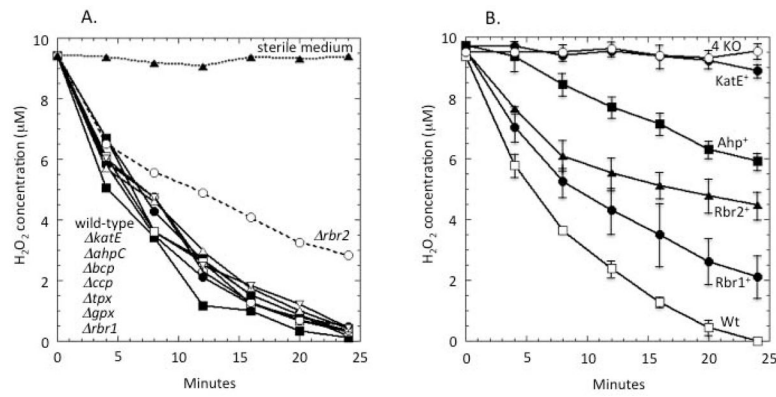 A.
sterile medium
10
8
6
4
2
0
H₂O₂ concentration (μM)
wild-type
ΔkatE
ΔahpC
Δbcp
Δccp
Δtpx
Δgpx
Δrbr1
Δrbr2
0 5 10 15 20 25
Minutes
B.
10
8
6
4
2
0
H₂O₂ concentration (μM)
4 KO
KatE⁺
Ahp⁺
Rbr2⁺
Rbr1⁺
Wt
0 5 10 15 20 25
Minutes